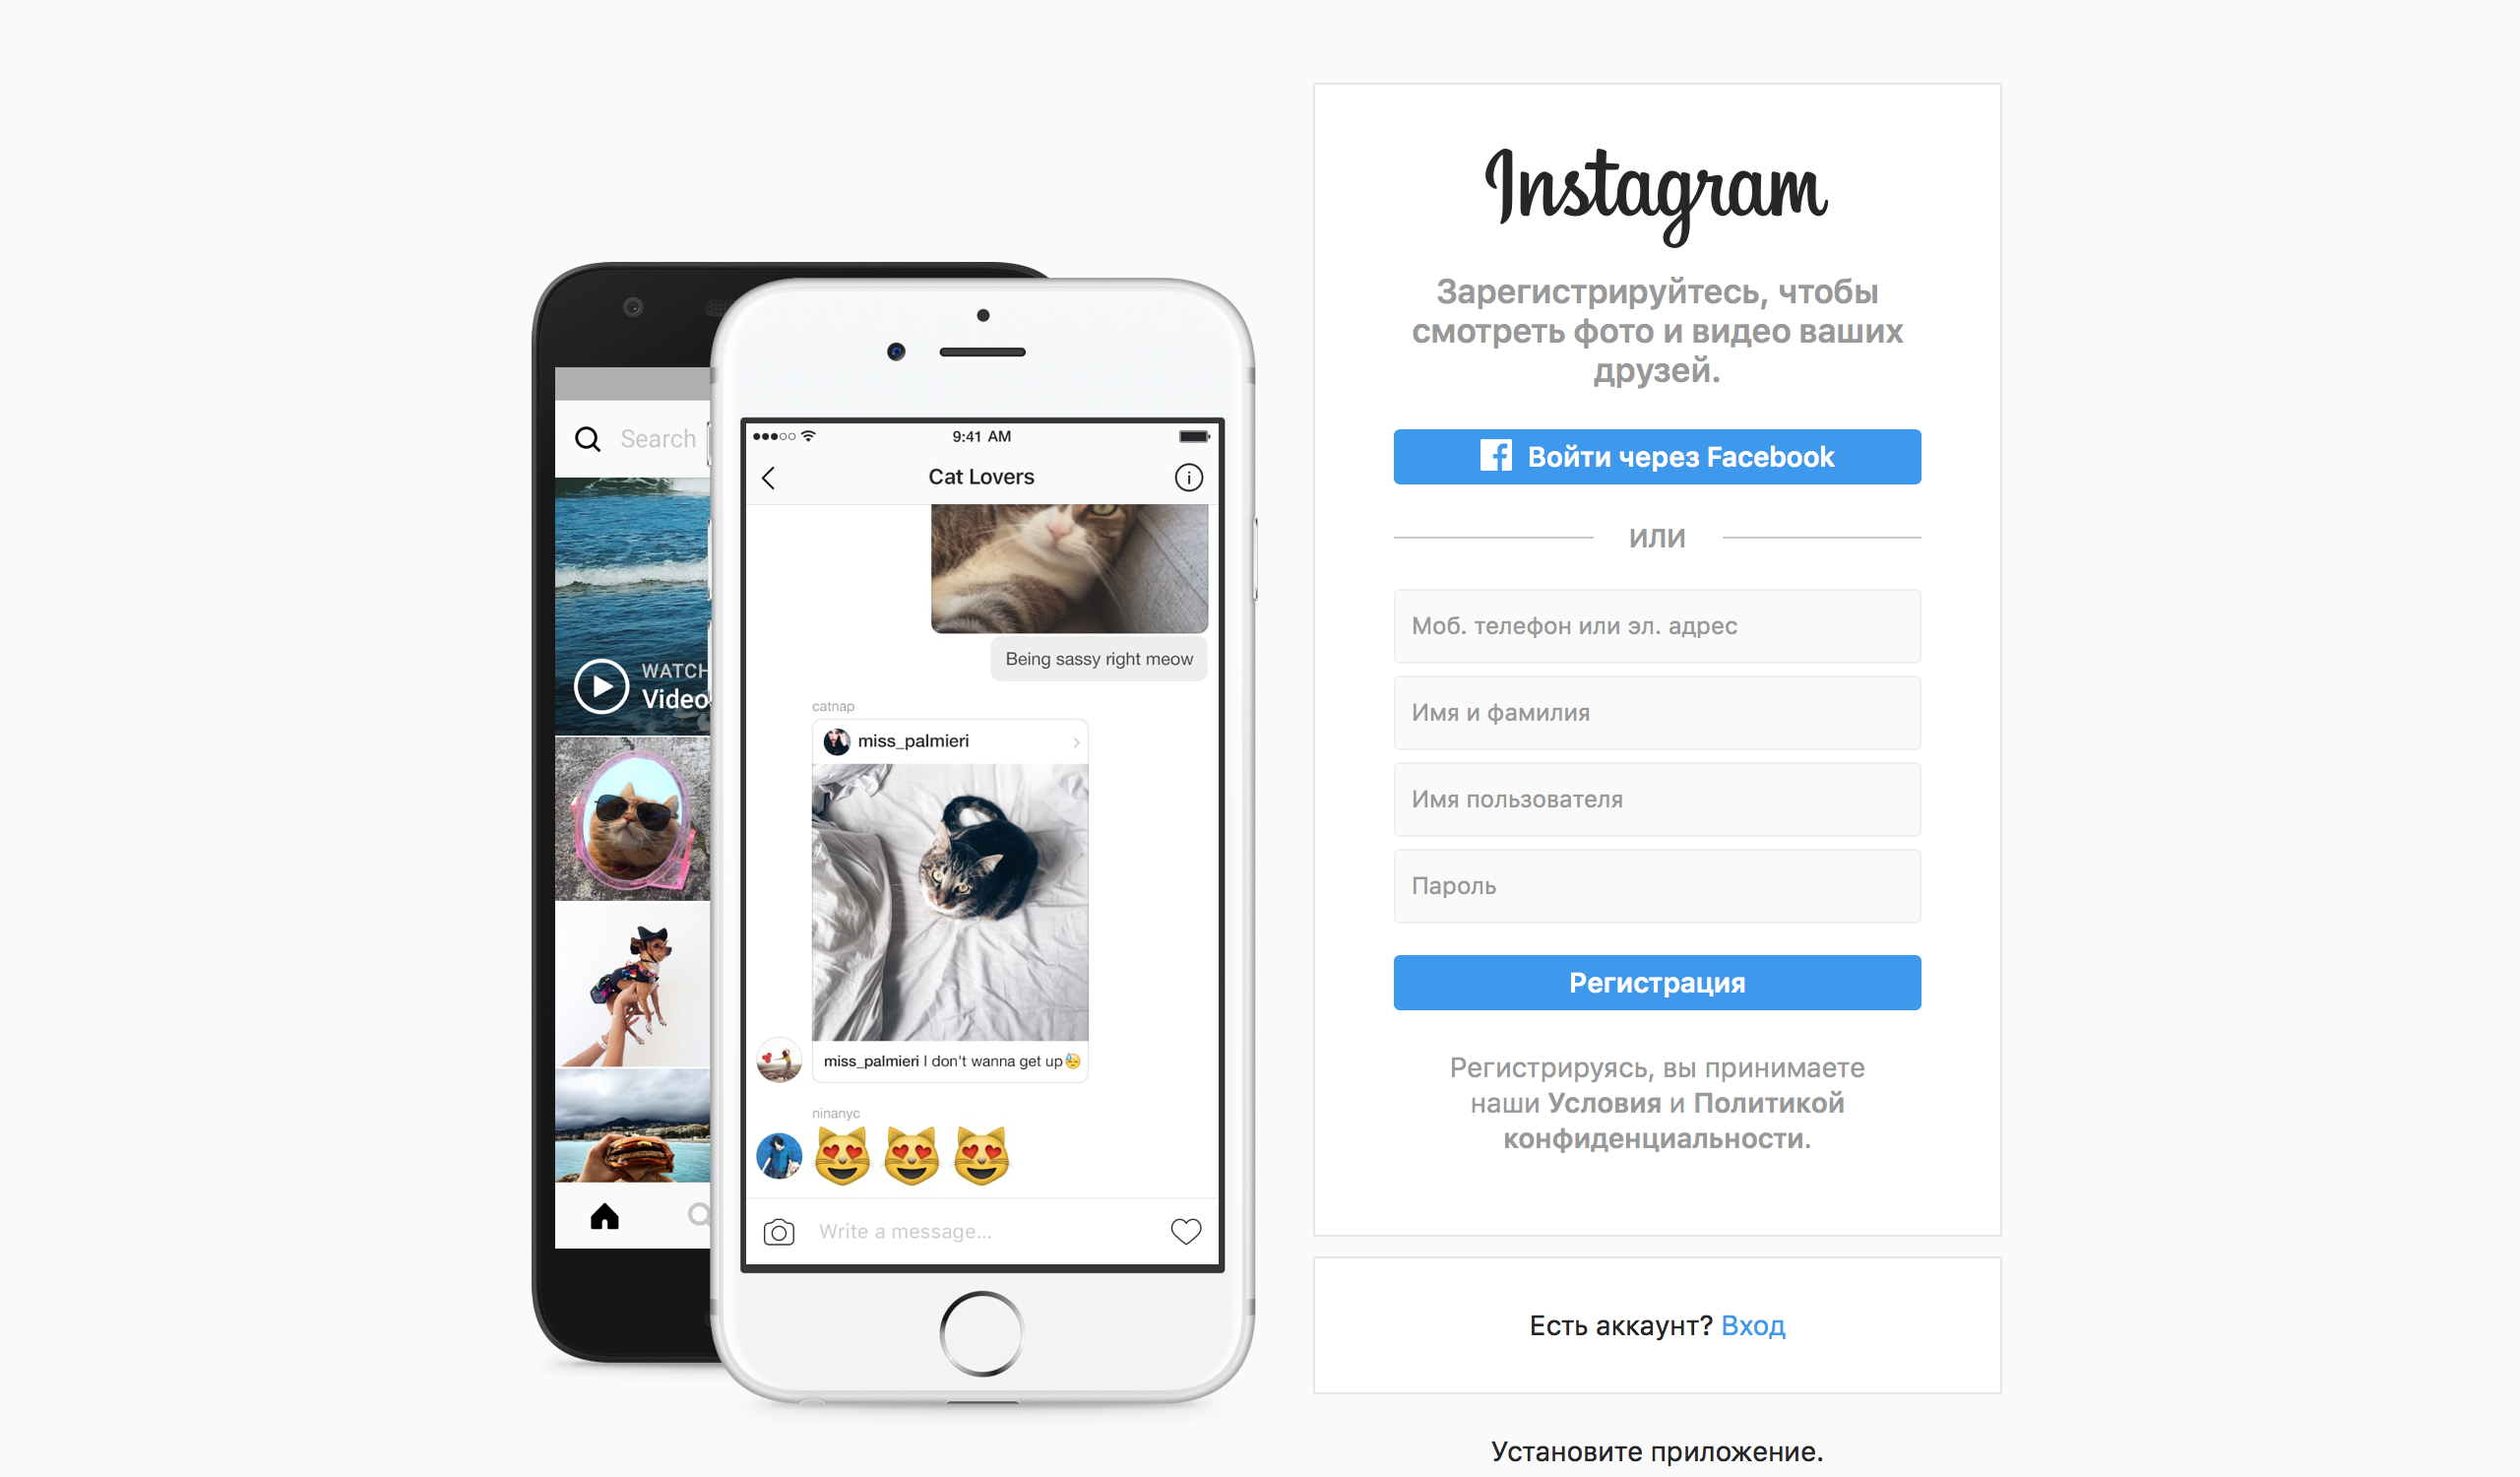 Search
WATCH
Video
9:41 AM
Cat Lovers
Being sassy right meow
catnap
miss_palmieri
miss_palmieri I don't wanna get up😓
ninanyc
😻 😻 😻
Write a message...
Instagram
Зарегистрируйтесь, чтобы
смотреть фото и видео ваших
друзей.
Войти через Facebook
ИЛИ
Моб. телефон или эл. адрес
Имя и фамилия
Имя пользователя
Пароль
Регистрация
Регистрируясь, вы принимаете
наши Условия и Политикой
конфиденциальности.
Есть аккаунт? Вход
Установите приложение.